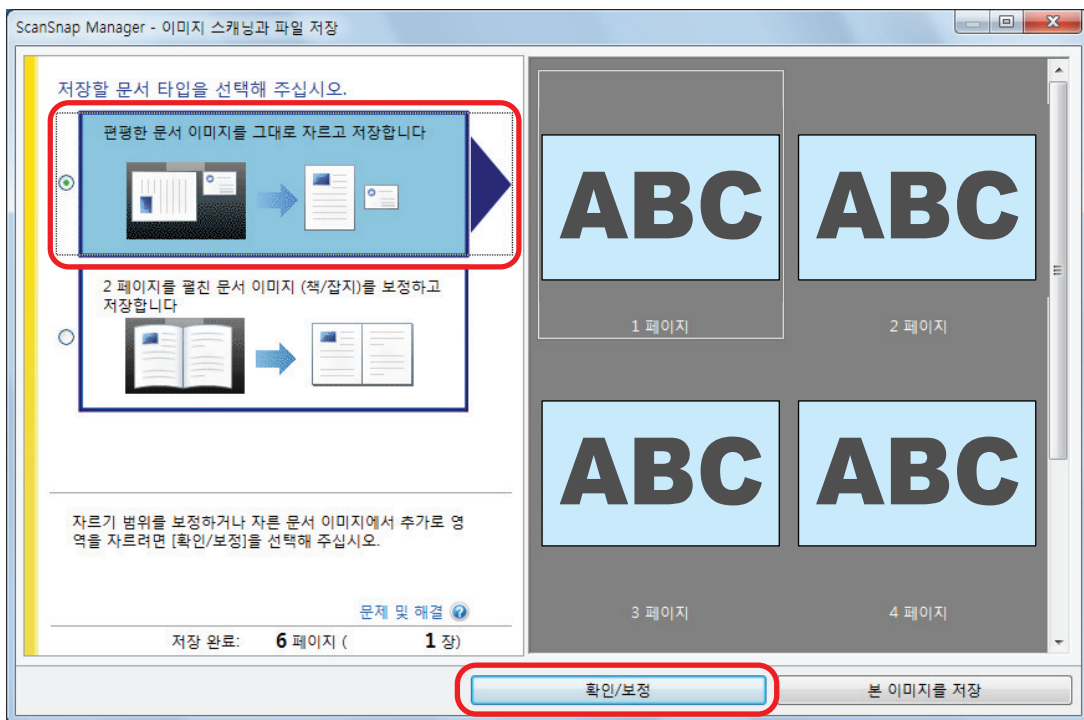 ScanSnap Manager - 이미지 스캐닝과 파일 저장
저장할 문서 타입을 선택해 주십시오.
편평한 문서 이미지를 그대로 자르고 저장합니다
2 페이지를 펼친 문서 이미지 (책/잡지)를 보정하고
저장합니다
자르기 범위를 보정하거나 자른 문서 이미지에서 추가로 영
역을 자르려면 [확인/보정]을 선택해 주십시오.
문제 및 해결
저장 완료: 6 페이지 ( 1 장)
ABC ABC
1 페이지 2 페이지
ABC ABC
3 페이지 4 페이지
확인/보정 본 이미지를 저장